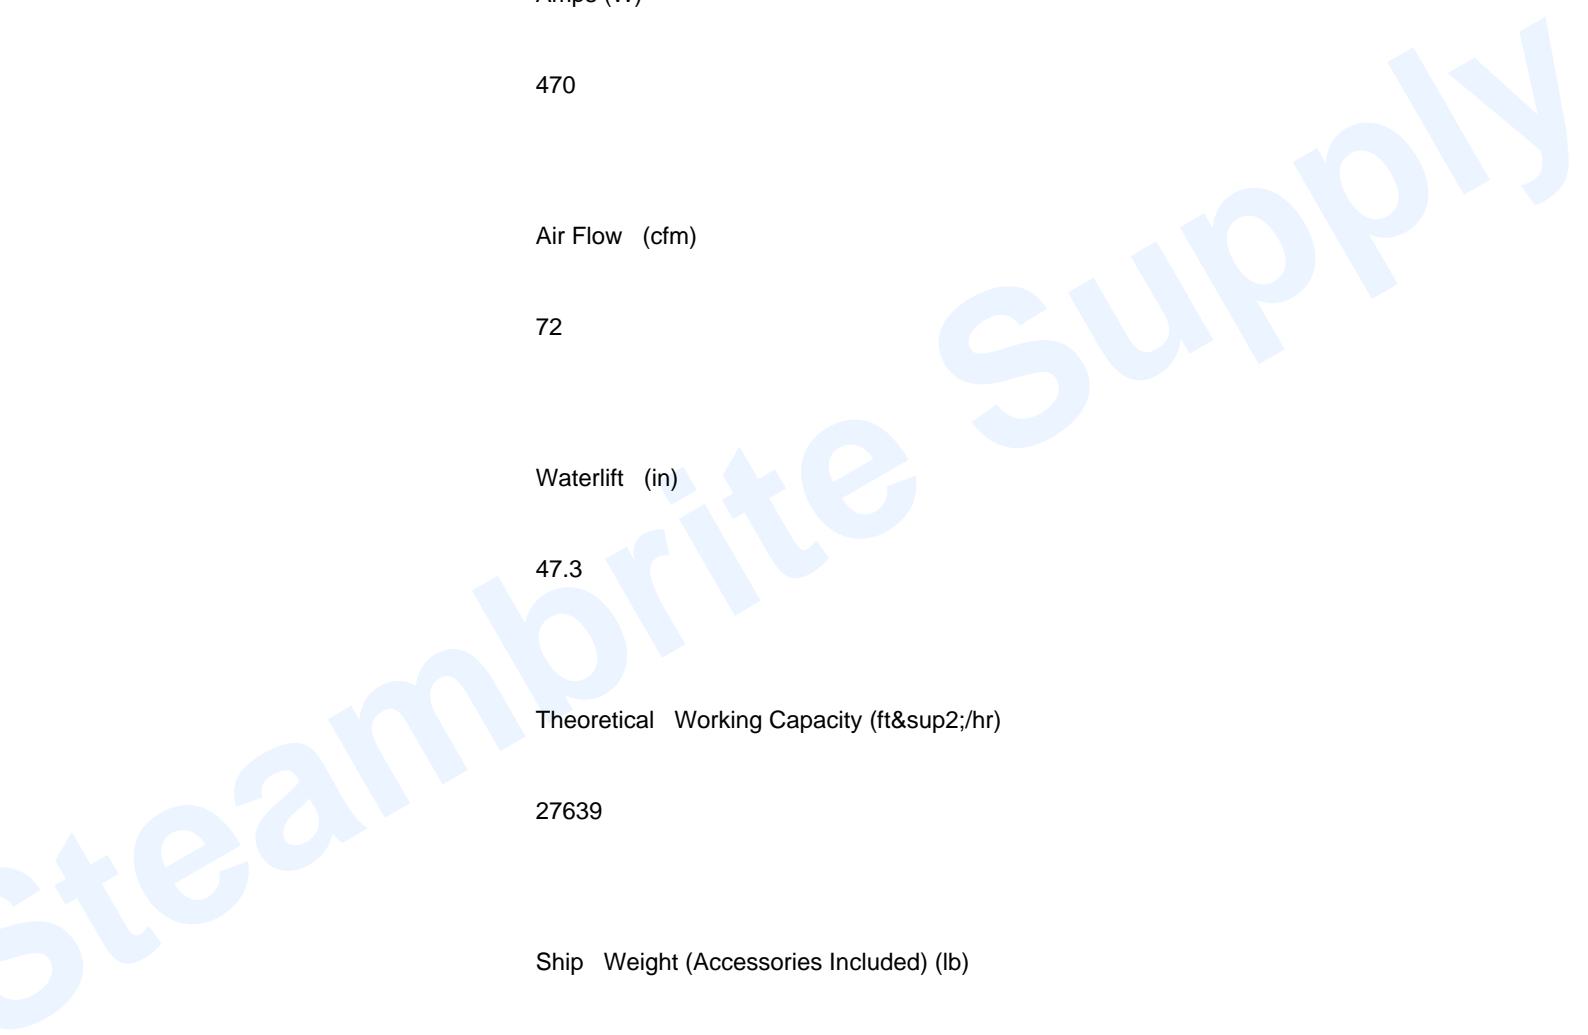 Amps (W)
470
Air Flow (cfm)
72
Waterlift (in)
47.3
Theoretical Working Capacity (ft&sup2;/hr)
27639
Ship Weight (Accessories Included) (lb)
Steambrite Supply